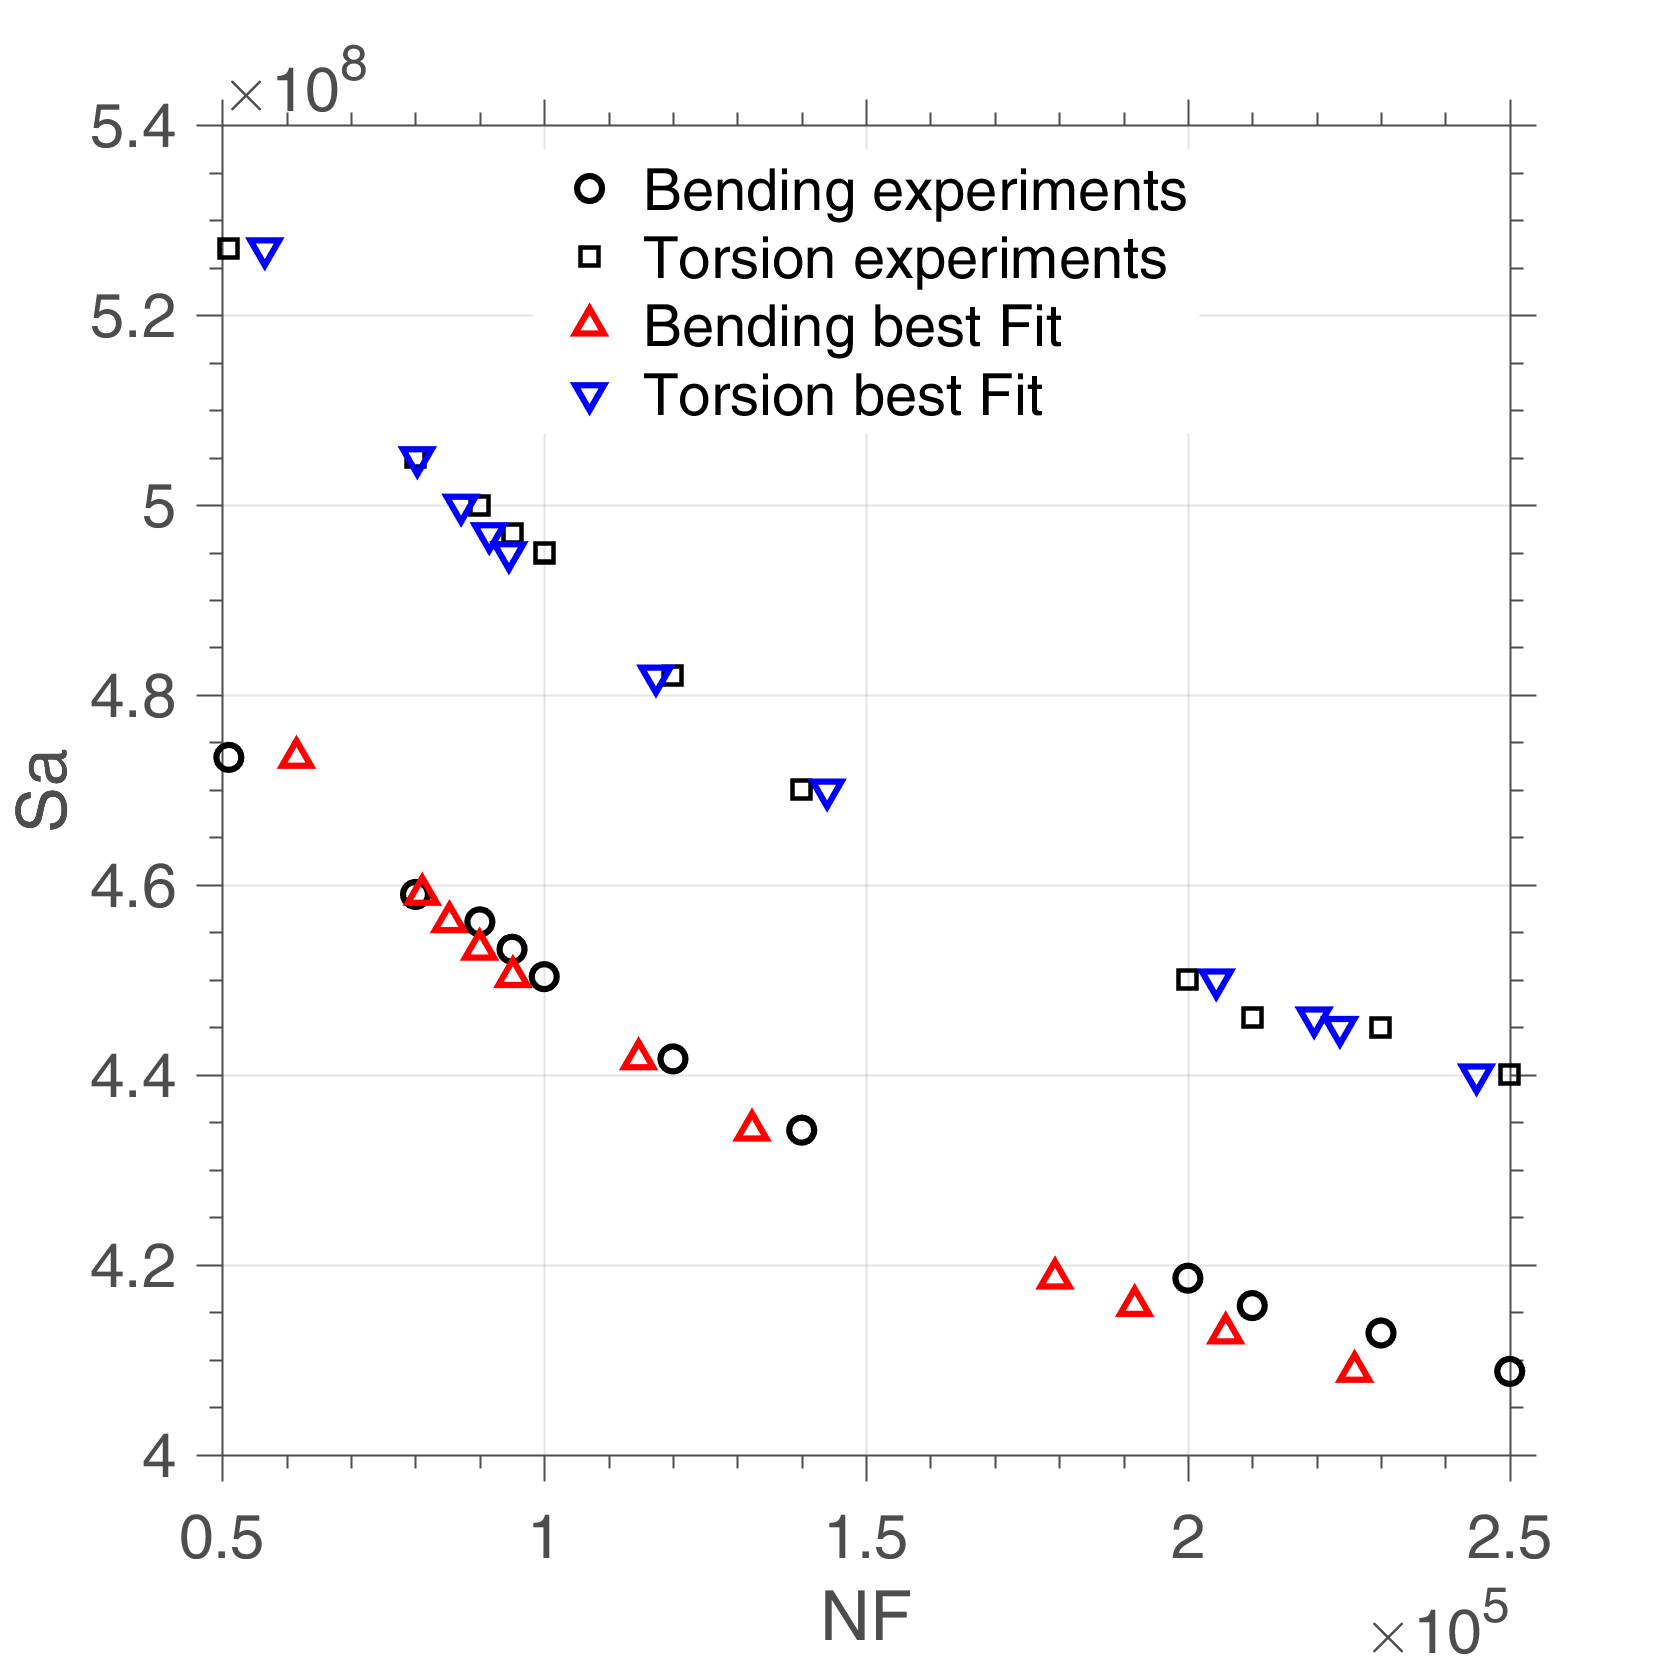 ×10^8
5.4
5.2
5
4.8
4.6
4.4
4.2
4
Sa
Bending experiments
Torsion experiments
Bending best Fit
Torsion best Fit
0.5 1 1.5 2 2.5
NF
×10^5